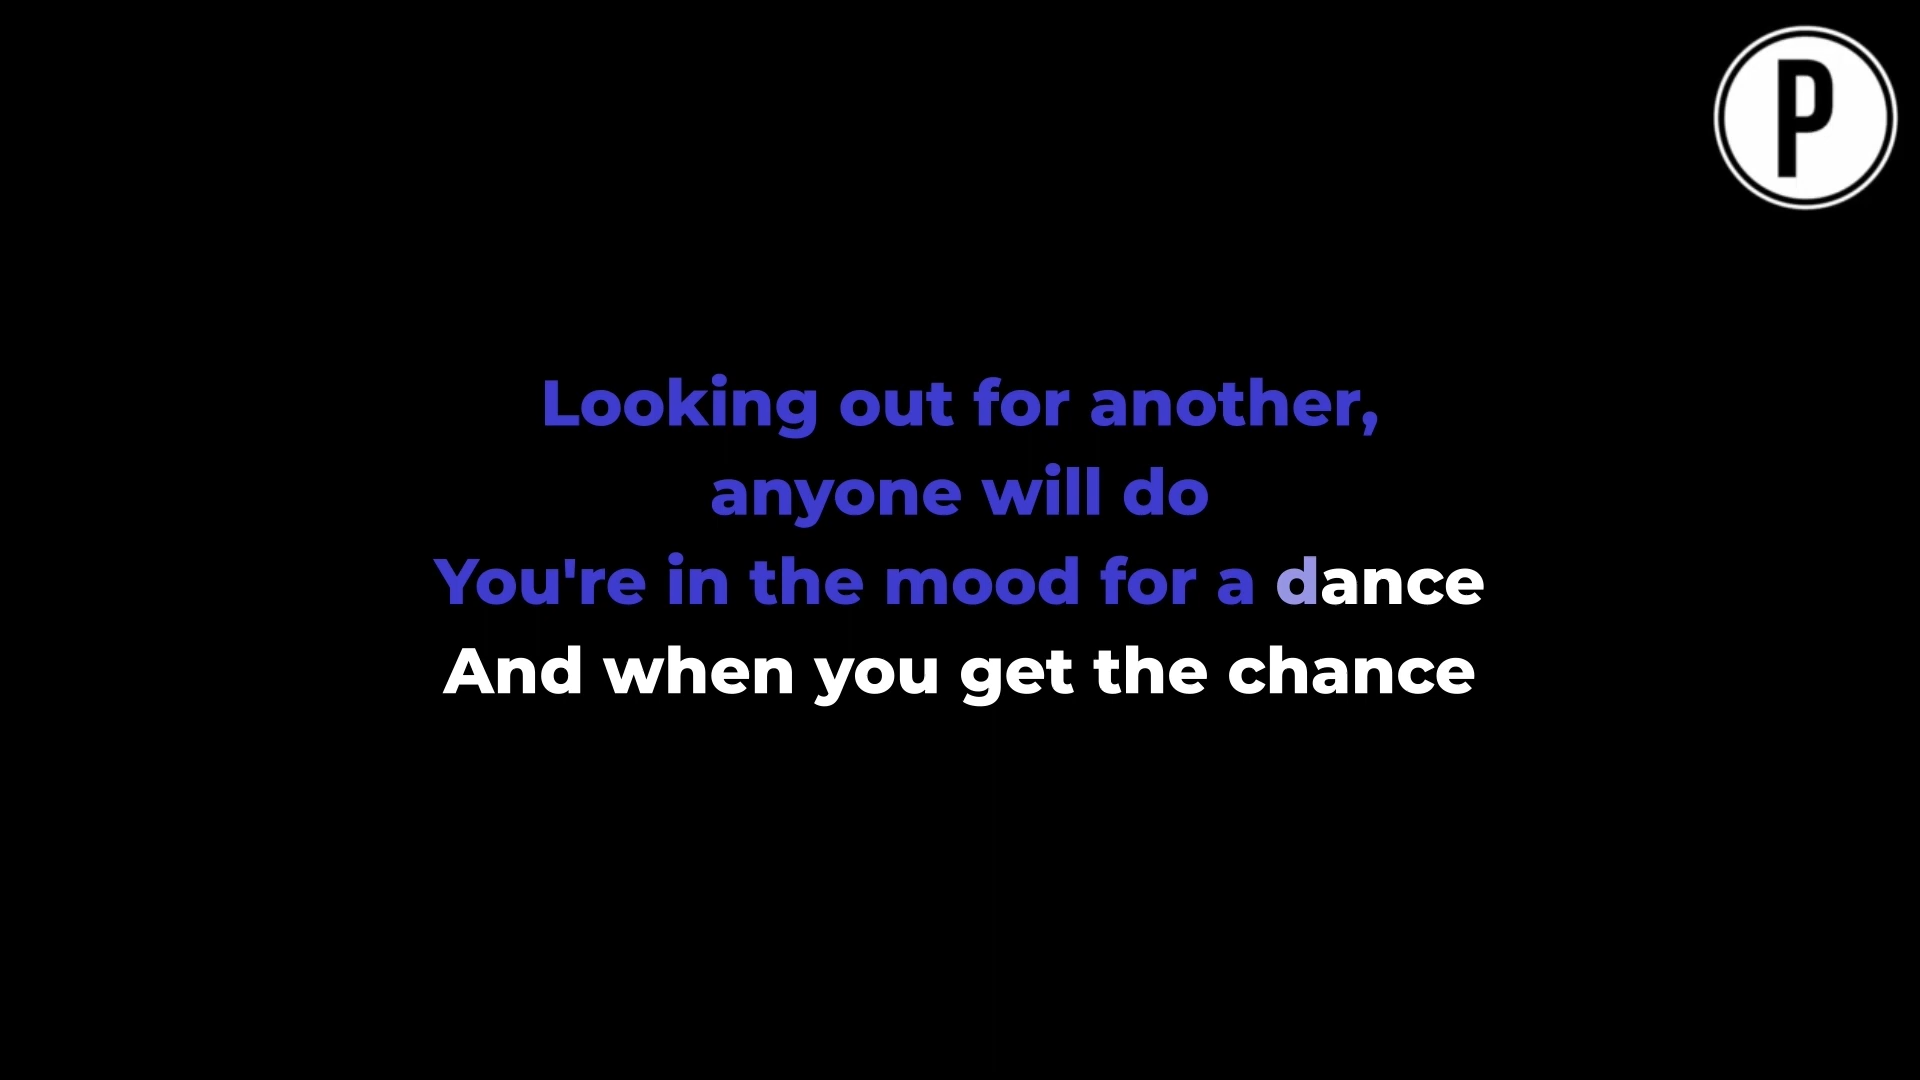 P
Looking out for another,
anyone will do
You're in the mood for a dance
And when you get the chance